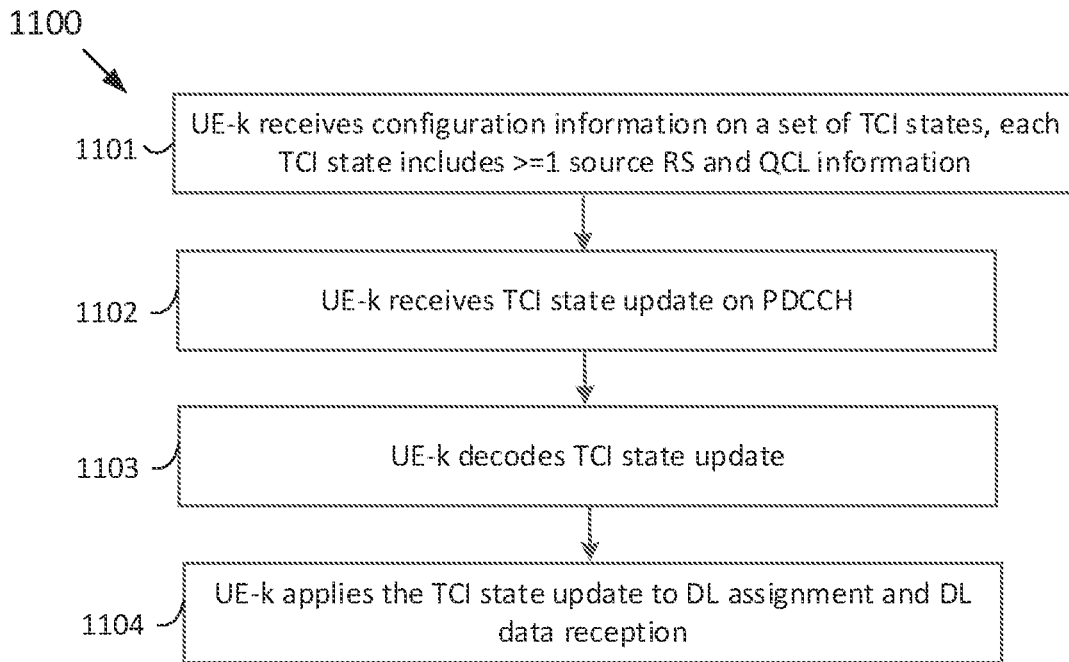 1100
1101
UE-k receives configuration information on a set of TCI states, each
TCI state includes >=1 source RS and QCL information
1102
UE-k receives TCI state update on PDCCH
1103
UE-k decodes TCI state update
1104
UE-k applies the TCI state update to DL assignment and DL
data reception